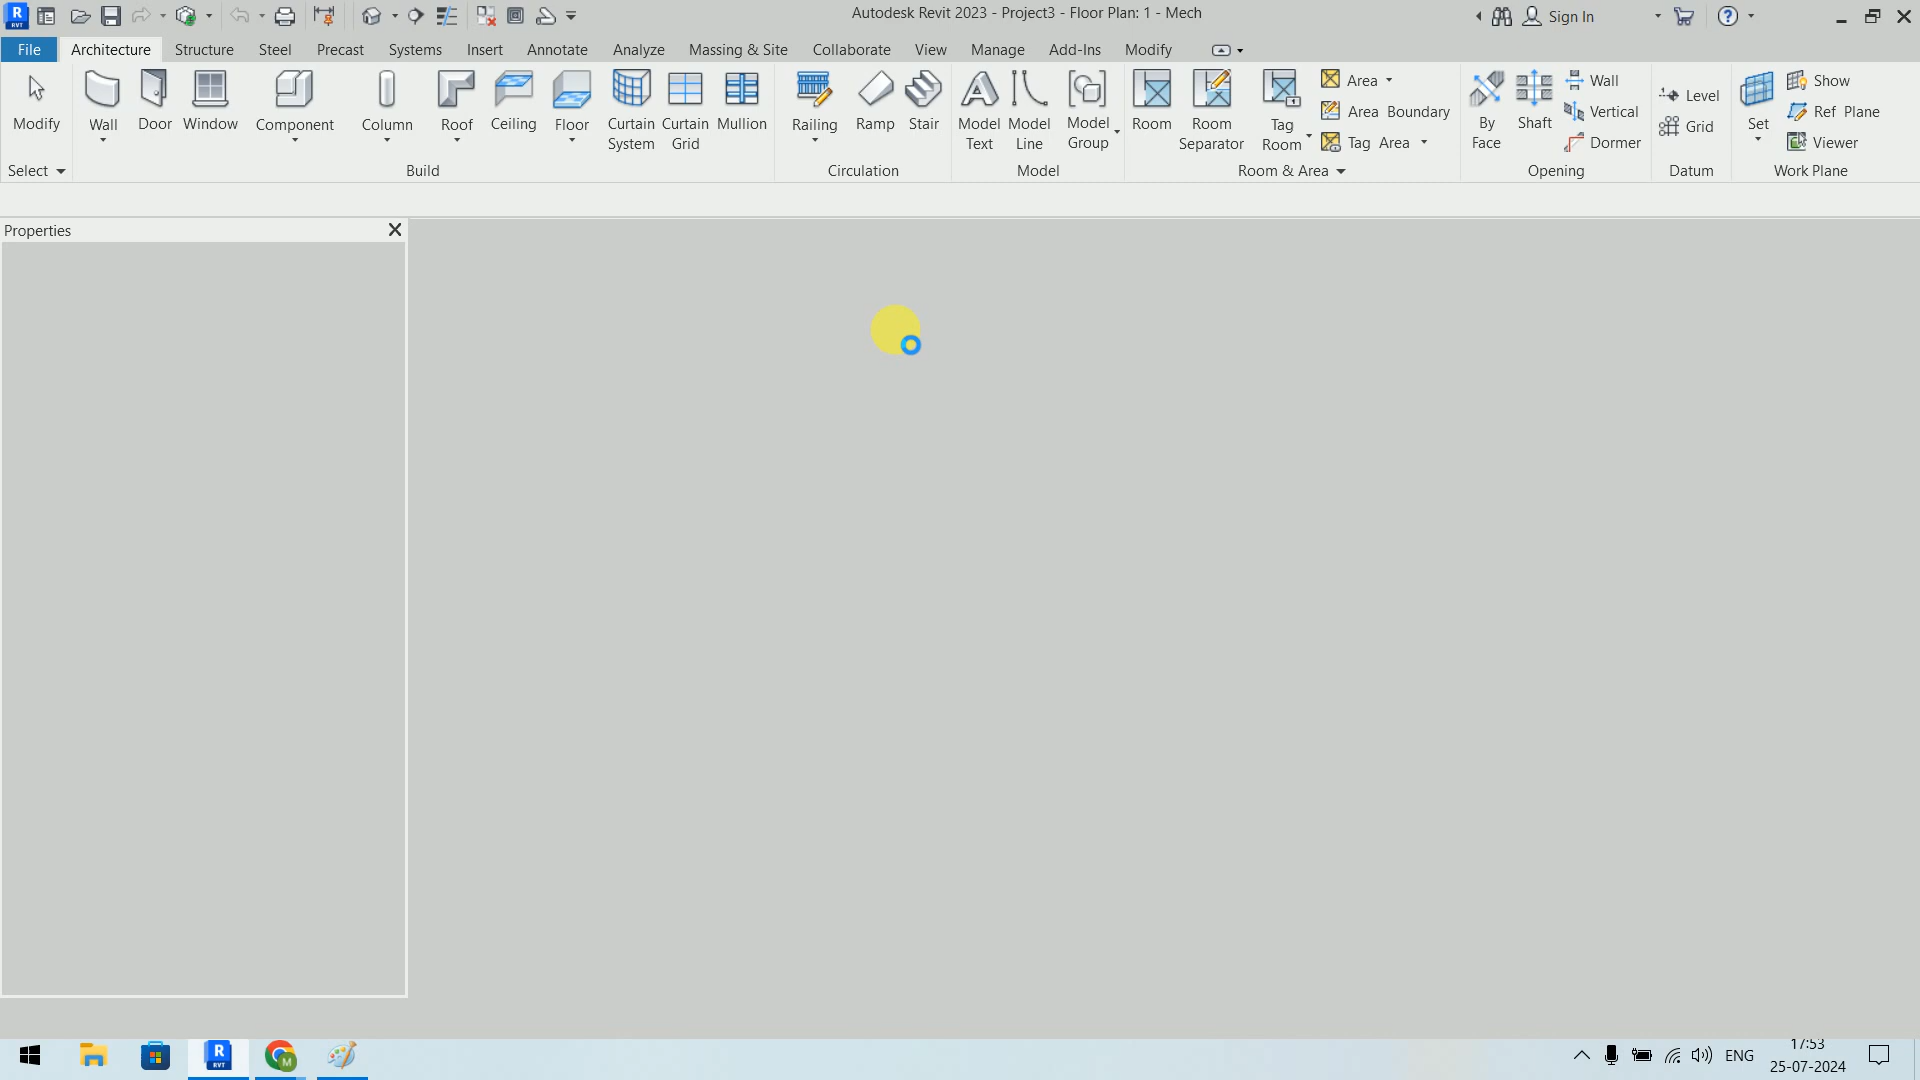 Autodesk Revit 2023 - Project3 - Floor Plan: 1 - Mech
Sign In
File Architecture Structure Steel Precast Systems Insert Annotate Analyze Massing & Site Collaborate View Manage Add-Ins Modify
Modify
Wall
Door
Window
Component
Column
Roof
Ceiling
Floor
Curtain System
Curtain Grid
Mullion
Railing
Ramp
Stair
Model Text
Model Line
Model Group
Room
Room Separator
Tag Room
Area
Area Boundary
Tag Area
By Face
Shaft
Wall
Vertical
Dormer
Level
Grid
Set
Show
Ref Plane
Viewer
Select Build Circulation Model Room & Area Opening Datum Work Plane
Properties
R
RVT
M
ENG
17:53
25-07-2024